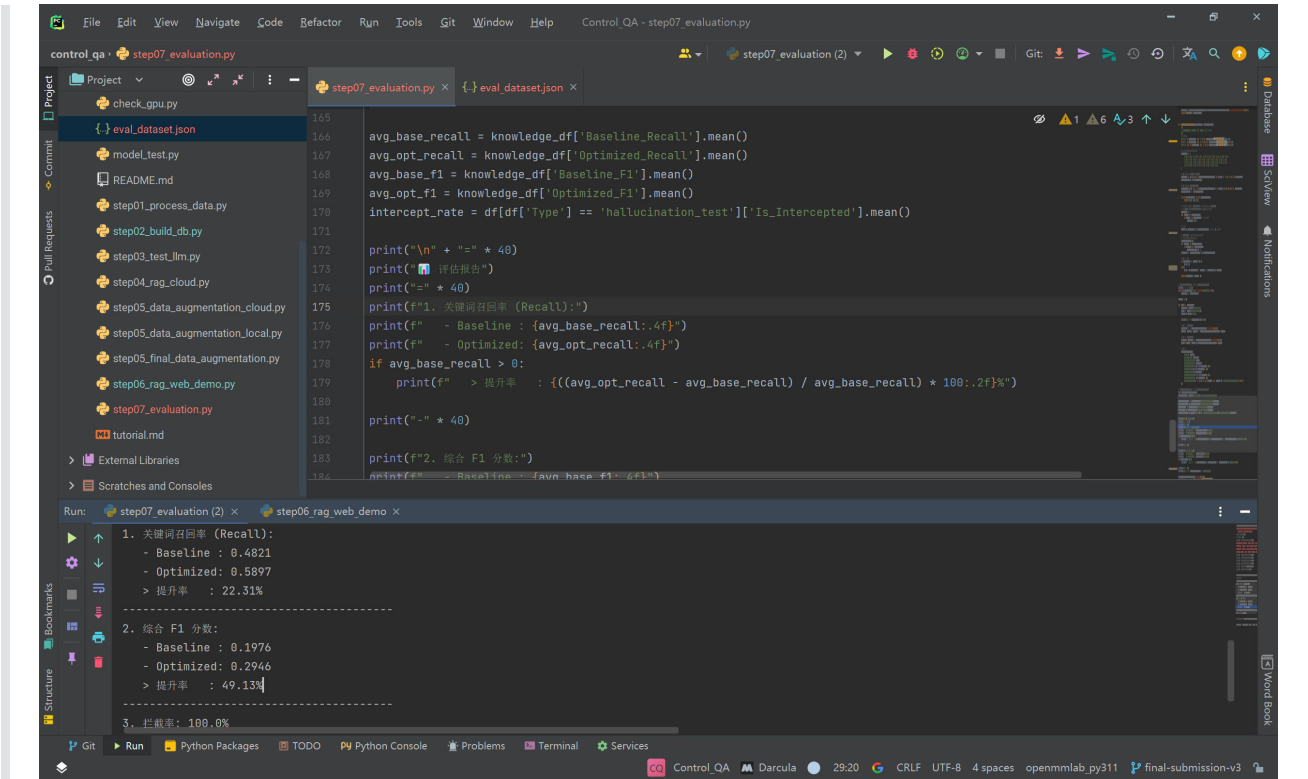 File Edit View Navigate Code Refactor Run Tools Git Window Help Control_QA - step07_evaluation.py
control_qa › step07_evaluation.py
step07_evaluation (2)
Git:
Project
step07_evaluation.py
eval_dataset.json
check_gpu.py
eval_dataset.json
model_test.py
README.md
step01_process_data.py
step02_build_db.py
step03_test_llm.py
step04_rag_cloud.py
step05_data_augmentation_cloud.py
step05_data_augmentation_local.py
step05_final_data_augmentation.py
step06_rag_web_demo.py
step07_evaluation.py
tutorial.md
External Libraries
Scratches and Consoles
1 6 3
165
166 avg_base_recall = knowledge_df['Baseline_Recall'].mean()
167 avg_opt_recall = knowledge_df['Optimized_Recall'].mean()
168 avg_base_f1 = knowledge_df['Baseline_F1'].mean()
169 avg_opt_f1 = knowledge_df['Optimized_F1'].mean()
170 intercept_rate = df[df['Type'] == 'hallucination_test']['Is_Intercepted'].mean()
171
172 print("\n" + "=" * 40)
173 print("📊 评估报告")
174 print("=" * 40)
175 print(f"1. 关键词召回率 (Recall):")
176 print(f"   - Baseline : {avg_base_recall:.4f}")
177 print(f"   - Optimized: {avg_opt_recall:.4f}")
178 if avg_base_recall > 0:
179     print(f"   > 提升率   : {((avg_opt_recall - avg_base_recall) / avg_base_recall) * 100:.2f}%")
180
181 print("-" * 40)
182
183 print(f"2. 综合 F1 分数:")
184 print(f"   - Baseline : {avg_base_f1:.4f}")
Project
Commit
Pull Requests
Bookmarks
Structure
Database
SciView
Notifications
Word Book
Run: step07_evaluation (2) step06_rag_web_demo
1. 关键词召回率 (Recall):
- Baseline : 0.4821
- Optimized: 0.5897
> 提升率   : 22.31%
----------------------------------------
2. 综合 F1 分数:
- Baseline : 0.1976
- Optimized: 0.2946
> 提升率   : 49.13%
----------------------------------------
3. 拦截率: 100.0%
Git Run Python Packages TODO Python Console Problems Terminal Services
CQ Control_QA Darcula 29:20 CRLF UTF-8 4 spaces openmmlab_py311 final-submission-v3